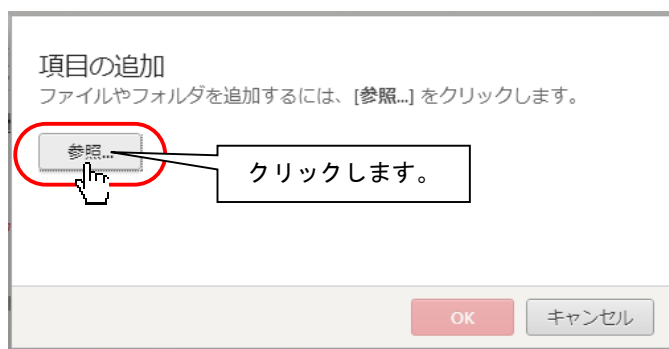 項目の追加
ファイルやフォルダを追加するには、[参照...] をクリックします。
参照...
クリックします。
OK
キャンセル